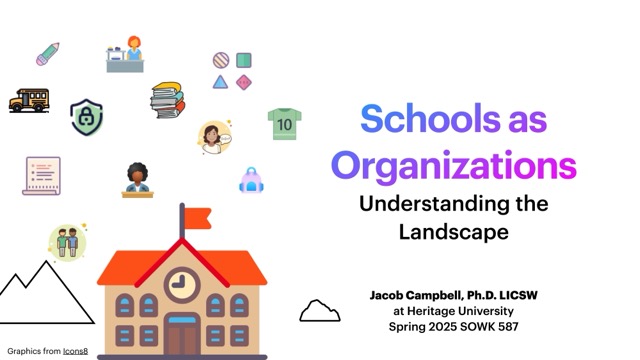 10
Schools as
Organizations
Understanding the
Landscape
Jacob Campbell, Ph.D. LICSW
at Heritage University
Spring 2025 SOWK 587
Graphics from Icons8